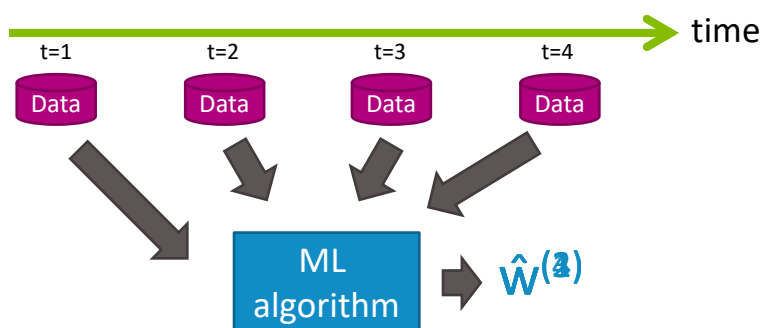 time
t=1 t=2 t=3 t=4
Data Data Data Data
ML
algorithm
ŵ